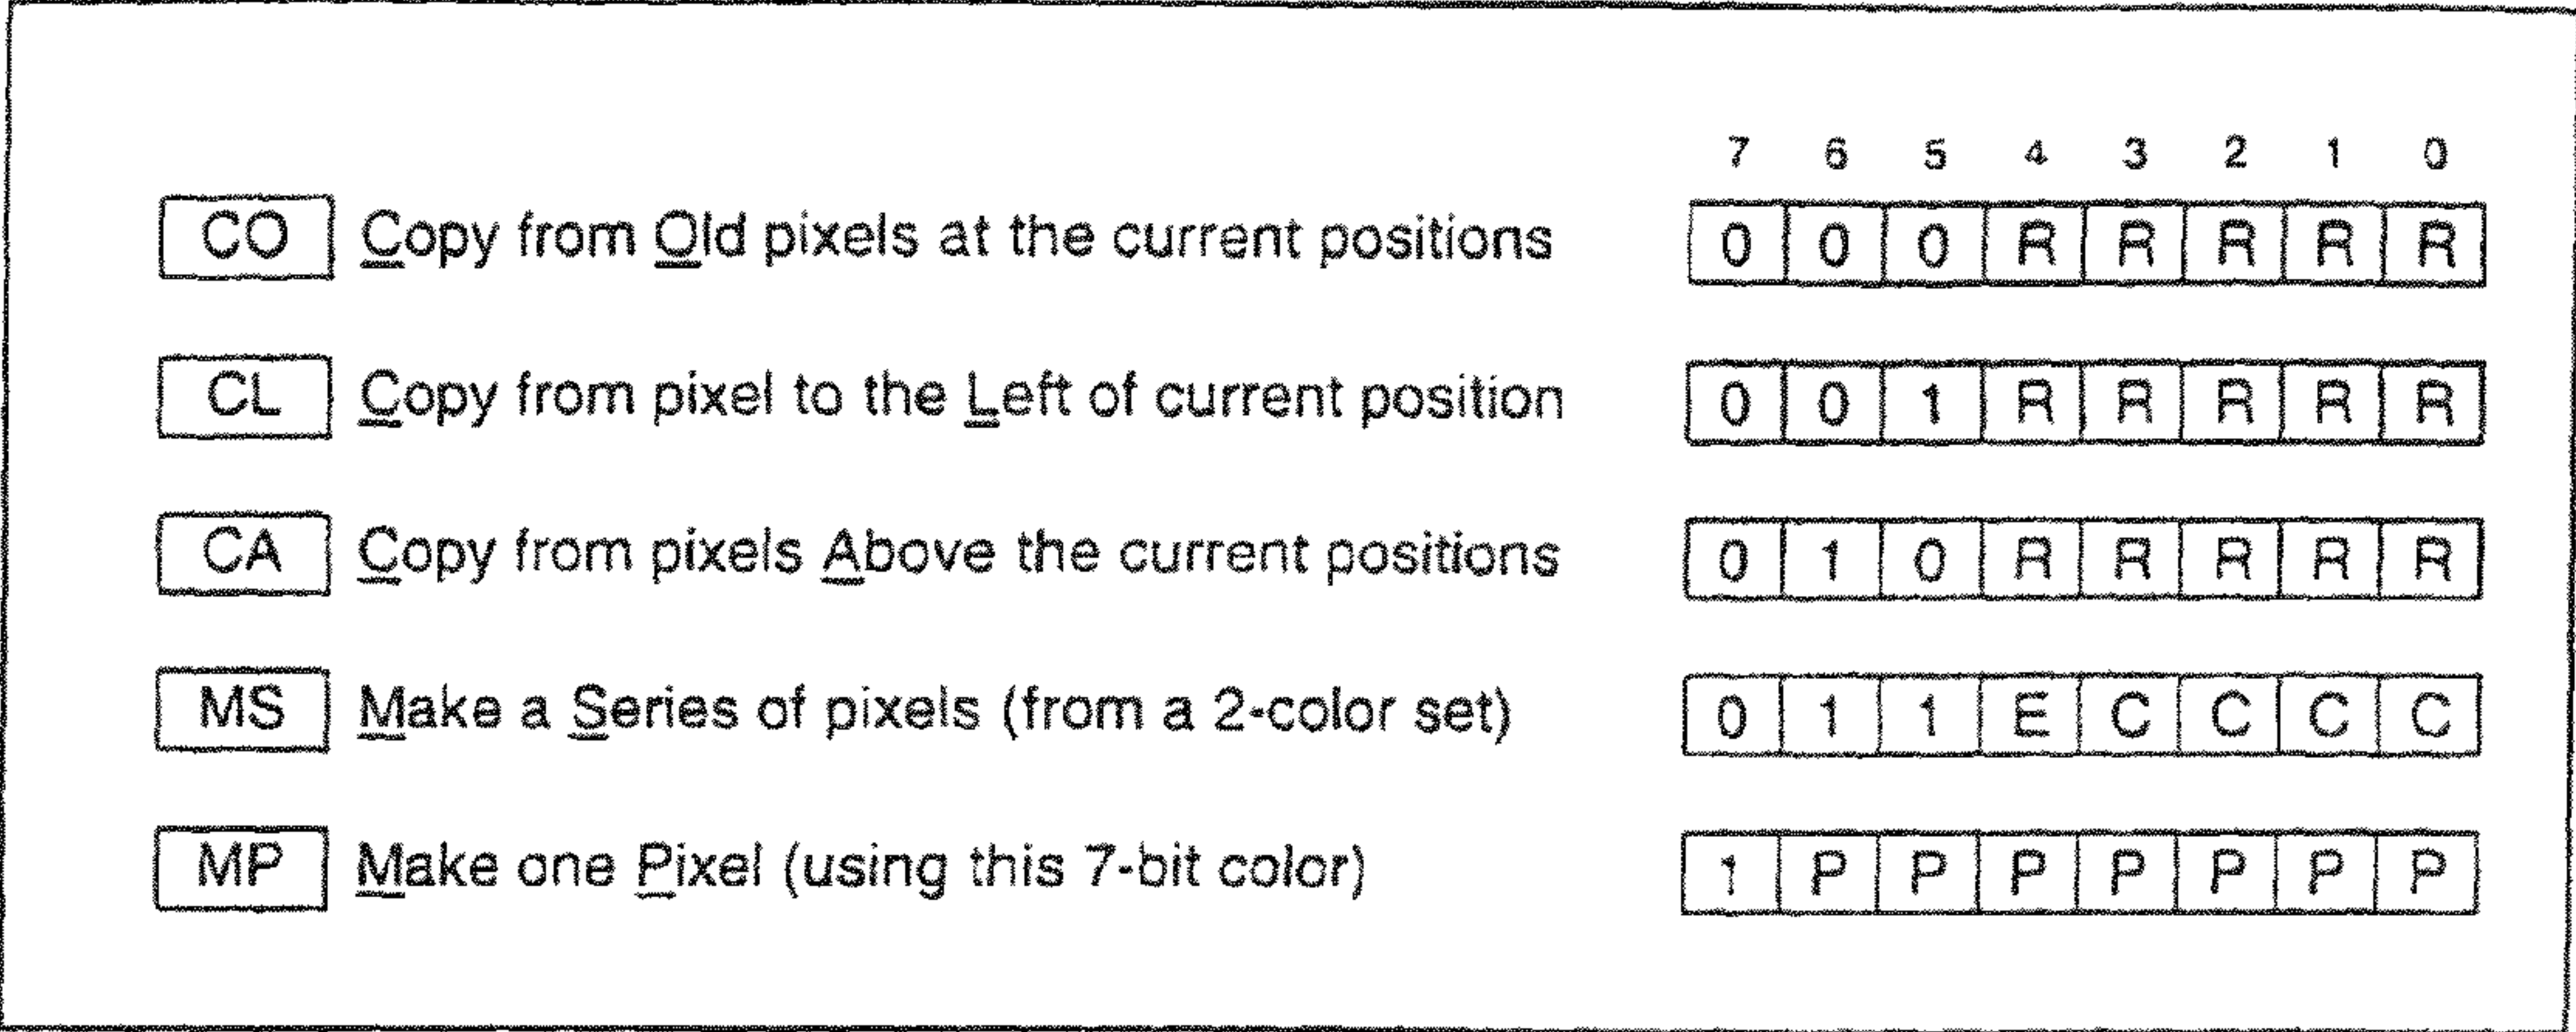 7 6 5 4 3 2 1 0
CO Copy from Old pixels at the current positions 0 0 0 R R R R R
CL Copy from pixel to the Left of current position 0 0 1 R R R R R
CA Copy from pixels Above the current positions 0 1 0 R R R R R
MS Make a Series of pixels (from a 2-color set) 0 1 1 E C C C C
MP Make one Pixel (using this 7-bit color) 1 P P P P P P P